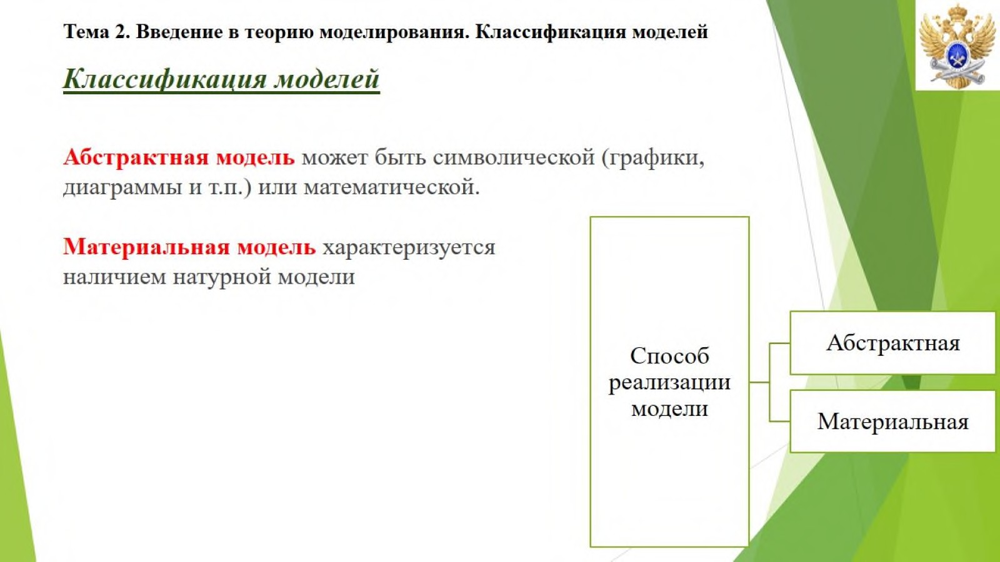 Тема 2. Введение в теорию моделирования. Классификация моделей
Классификация моделей
Абстрактная модель может быть символической (графики,
диаграммы и т.п.) или математической.
Материальная модель характеризуется
наличием натурной модели
Способ
реализации
модели
Абстрактная
Материальная